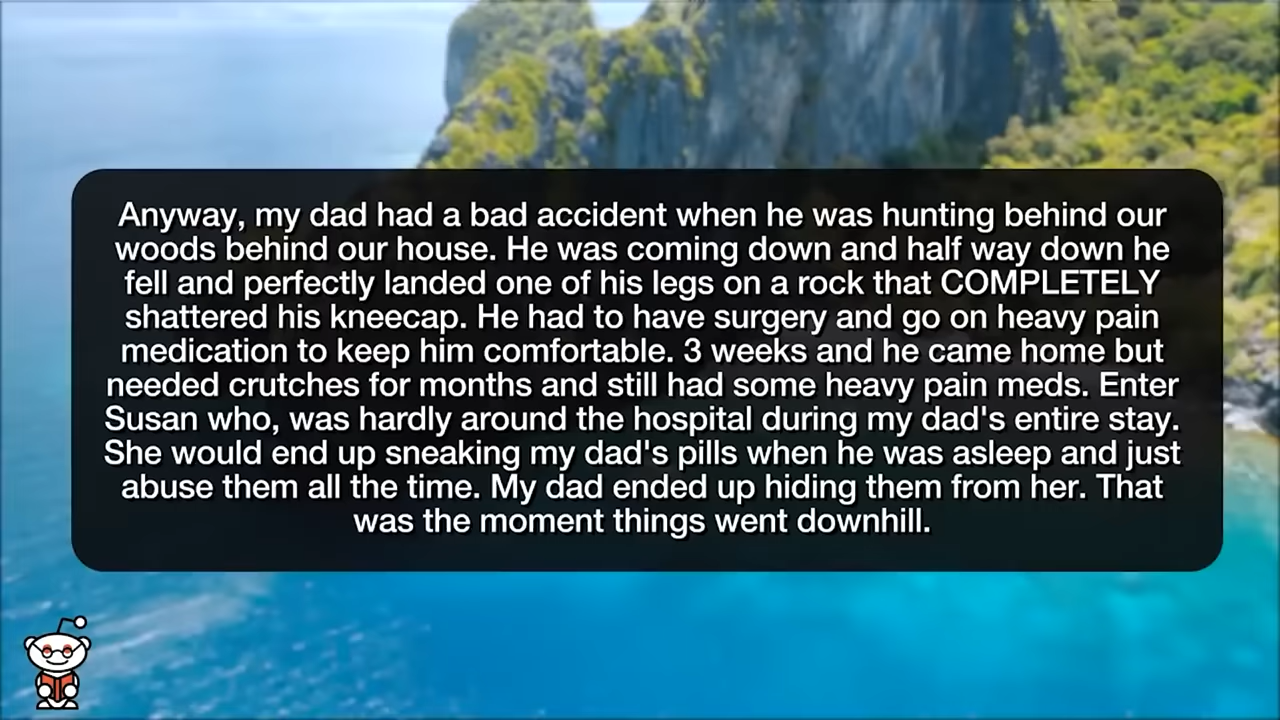 Anyway, my dad had a bad accident when he was hunting behind our
woods behind our house. He was coming down and half way down he
fell and perfectly landed one of his legs on a rock that COMPLETELY
shattered his kneecap. He had to have surgery and go on heavy pain
medication to keep him comfortable. 3 weeks and he came home but
needed crutches for months and still had some heavy pain meds. Enter
Susan who, was hardly around the hospital during my dad's entire stay.
She would end up sneaking my dad's pills when he was asleep and just
abuse them all the time. My dad ended up hiding them from her. That
was the moment things went downhill.